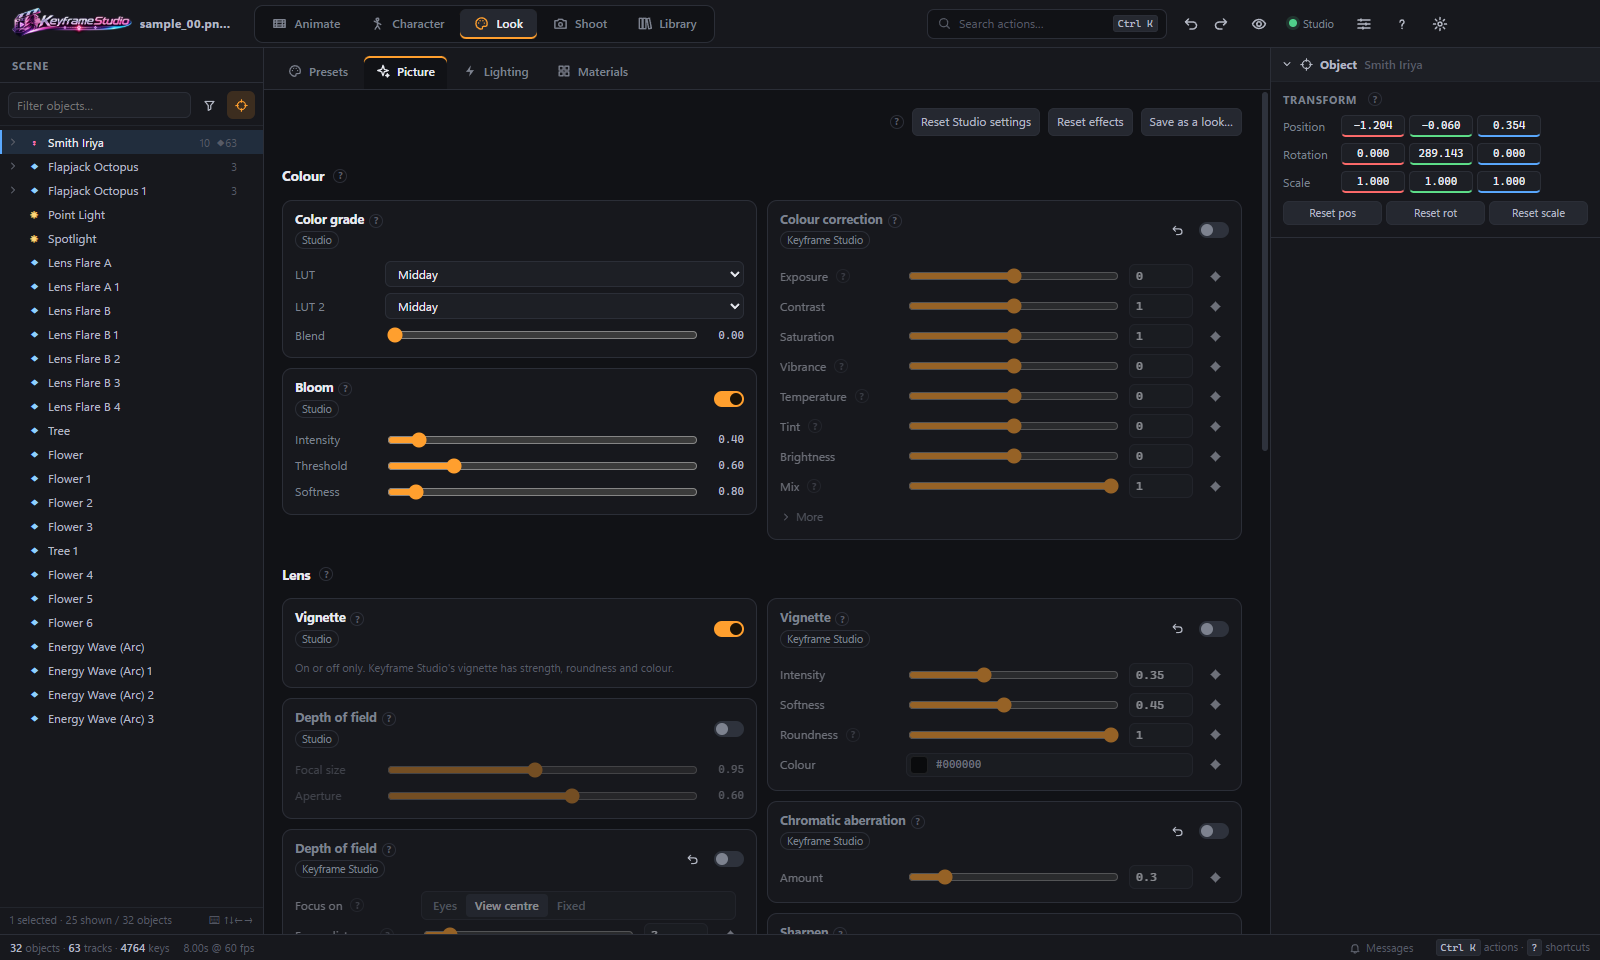 KeyframeStudio
sample_00.pn...
Animate
Character
Look
Shoot
Library
Search actions...
Ctrl K
Studio
?
SCENE
Filter objects...
Smith Iriya 10 63
Flapjack Octopus 3
Flapjack Octopus 1 3
Point Light
Spotlight
Lens Flare A
Lens Flare A 1
Lens Flare B
Lens Flare B 1
Lens Flare B 2
Lens Flare B 3
Lens Flare B 4
Tree
Flower
Flower 1
Flower 2
Flower 3
Tree 1
Flower 4
Flower 5
Flower 6
Energy Wave (Arc)
Energy Wave (Arc) 1
Energy Wave (Arc) 2
Energy Wave (Arc) 3
1 selected · 25 shown / 32 objects ↑↓←→
Presets
Picture
Lighting
Materials
? Reset Studio settings Reset effects Save as a look...
Colour ?
Color grade ?
Studio
LUT Midday
LUT 2 Midday
Blend 0.00
Bloom ?
Studio
Intensity 0.40
Threshold 0.60
Softness 0.80
Colour correction ?
Keyframe Studio
Exposure ? 0
Contrast 1
Saturation 1
Vibrance ? 0
Temperature ? 0
Tint ? 0
Brightness 0
Mix ? 1
More
Lens ?
Vignette ?
Studio
On or off only. Keyframe Studio's vignette has strength, roundness and colour.
Depth of field ?
Studio
Focal size 0.95
Aperture 0.60
Depth of field ?
Keyframe Studio
Focus on ? Eyes View centre Fixed
Vignette ?
Keyframe Studio
Intensity 0.35
Softness 0.45
Roundness ? 1
Colour #000000
Chromatic aberration ?
Keyframe Studio
Amount 0.3
Sharpen ?
Object Smith Iriya
TRANSFORM ?
Position −1.204 −0.060 0.354
Rotation 0.000 289.143 0.000
Scale 1.000 1.000 1.000
Reset pos Reset rot Reset scale
32 objects · 63 tracks · 4764 keys 8.00s @ 60 fps
Messages Ctrl K actions · ? shortcuts